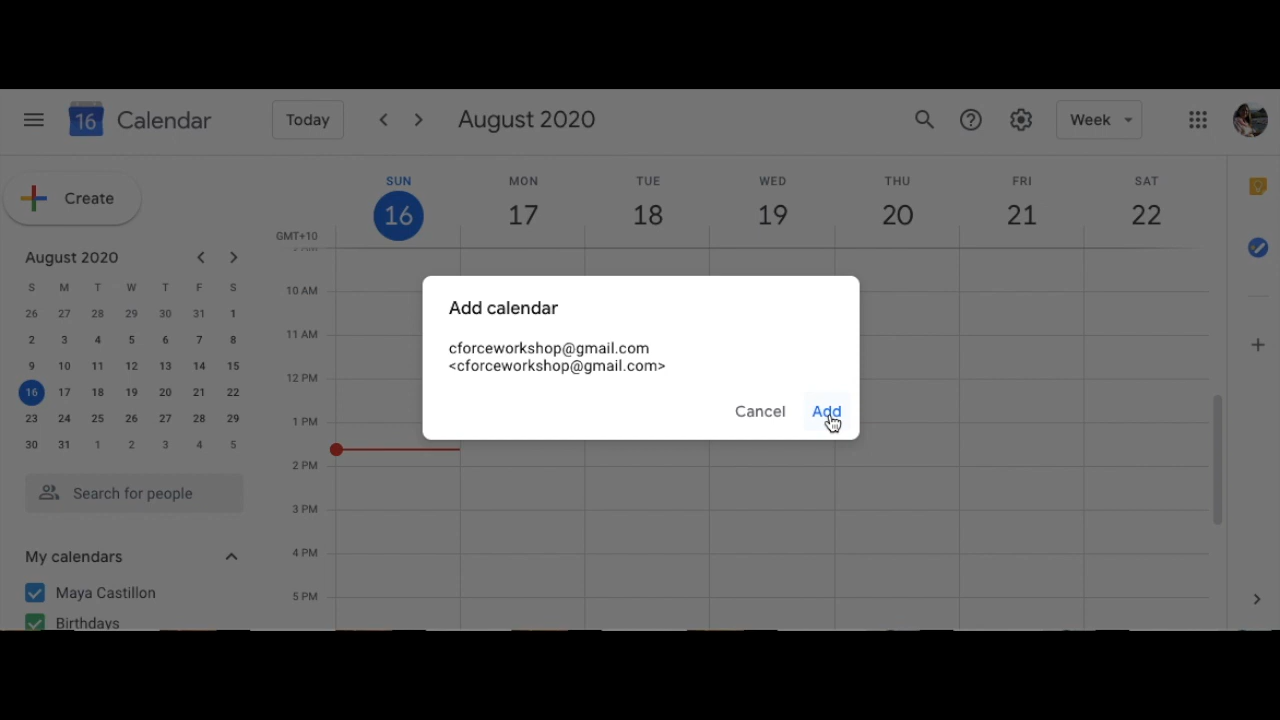 16
Calendar
Today
August 2020
Week
Create
SUN MON TUE WED THU FRI SAT
16 17 18 19 20 21 22
GMT+10
August 2020
S M T W T F S
26 27 28 29 30 31 1
2 3 4 5 6 7 8
9 10 11 12 13 14 15
16 17 18 19 20 21 22
23 24 25 26 27 28 29
30 31 1 2 3 4 5
Search for people
My calendars
Maya Castillon
Birthdays
10 AM
11 AM
12 PM
1 PM
2 PM
3 PM
4 PM
5 PM
Add calendar
cforceworkshop@gmail.com
<cforceworkshop@gmail.com>
Cancel Add